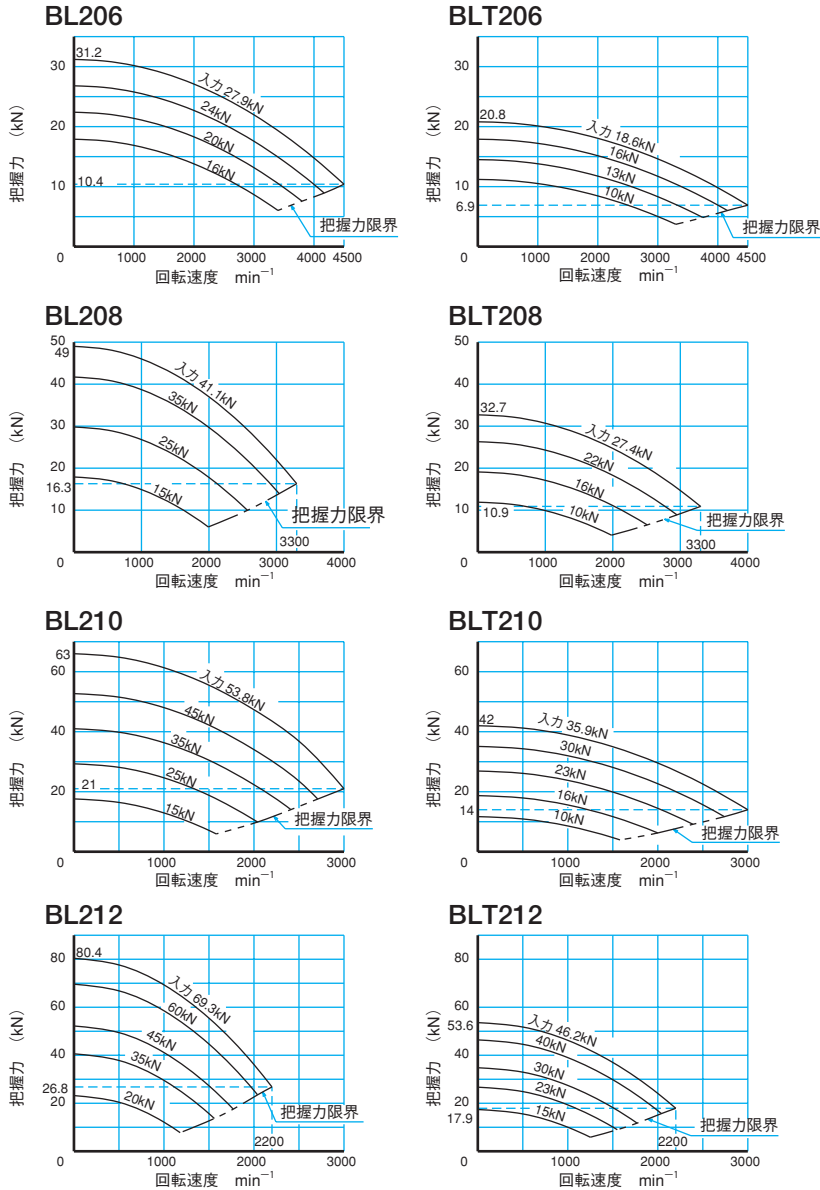 BL206
把握力 (kN)
30
20
10
0
31.2
10.4
入力 27.9kN
24kN
20kN
16kN
把握力限界
1000
2000
3000
4000
4500
回転速度 min⁻¹
BLT206
把握力 (kN)
30
20
10
6.9
0
20.8
入力 18.6kN
16kN
13kN
10kN
把握力限界
1000
2000
3000
4000
4500
回転速度 min⁻¹
BL208
把握力 (kN)
50
49
40
30
20
16.3
10
0
入力 41.1kN
35kN
25kN
15kN
把握力限界
3300
1000
2000
3000
4000
回転速度 min⁻¹
BLT208
把握力 (kN)
50
40
30
20
10
0
32.7
10.9
入力 27.4kN
22kN
16kN
10kN
把握力限界
3300
1000
2000
3000
4000
回転速度 min⁻¹
BL210
把握力 (kN)
63
60
40
20
0
21
入力 53.8kN
45kN
35kN
25kN
15kN
把握力限界
1000
2000
3000
回転速度 min⁻¹
BLT210
把握力 (kN)
60
40
20
14
0
42
入力 35.9kN
30kN
23kN
16kN
10kN
把握力限界
1000
2000
3000
回転速度 min⁻¹
BL212
把握力 (kN)
80
60
40
26.8
20
0
80.4
入力 69.3kN
60kN
45kN
35kN
20kN
把握力限界
2200
1000
2000
3000
回転速度 min⁻¹
BLT212
把握力 (kN)
80
60
53.6
40
20
17.9
0
入力 46.2kN
40kN
30kN
23kN
15kN
把握力限界
2200
1000
2000
3000
回転速度 min⁻¹